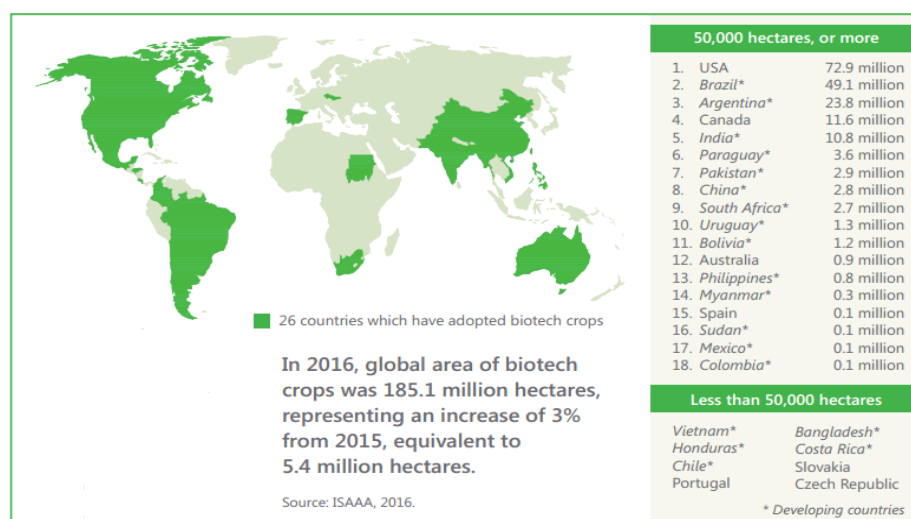 26 countries which have adopted biotech crops
In 2016, global area of biotech
crops was 185.1 million hectares,
representing an increase of 3%
from 2015, equivalent to
5.4 million hectares.
Source: ISAAA, 2016.
50,000 hectares, or more
1. USA 72.9 million
2. Brazil* 49.1 million
3. Argentina* 23.8 million
4. Canada 11.6 million
5. India* 10.8 million
6. Paraguay* 3.6 million
7. Pakistan* 2.9 million
8. China* 2.8 million
9. South Africa* 2.7 million
10. Uruguay* 1.3 million
11. Bolivia* 1.2 million
12. Australia 0.9 million
13. Philippines* 0.8 million
14. Myanmar* 0.3 million
15. Spain 0.1 million
16. Sudan* 0.1 million
17. Mexico* 0.1 million
18. Colombia* 0.1 million
Less than 50,000 hectares
Vietnam* Bangladesh*
Honduras* Costa Rica*
Chile* Slovakia
Portugal Czech Republic
* Developing countries